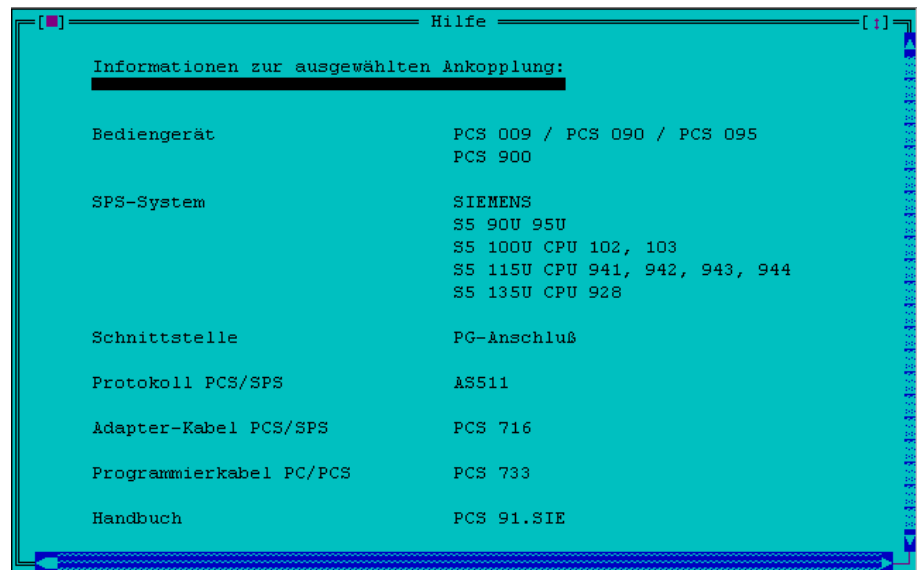 Hilfe
Informationen zur ausgewählten Ankopplung:
Bediengerät PCS 009 / PCS 090 / PCS 095
PCS 900
SPS-System SIEMENS
S5 90U 95U
S5 100U CPU 102, 103
S5 115U CPU 941, 942, 943, 944
S5 135U CPU 928
Schnittstelle PG-Anschluß
Protokoll PCS/SPS AS511
Adapter-Kabel PCS/SPS PCS 716
Programmierkabel PC/PCS PCS 733
Handbuch PCS 91.SIE